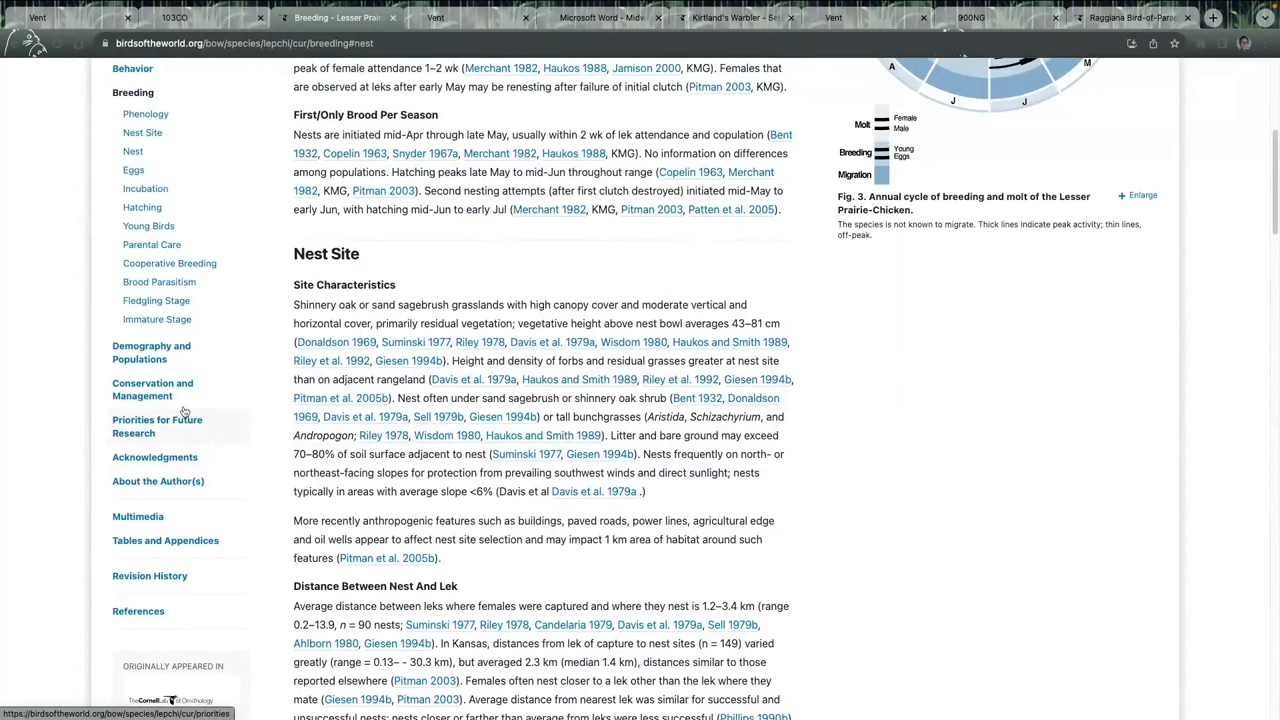 Vent
103CO
Breeding - Lesser Prair
Vent
Microsoft Word - Midw
Kirtland's Warbler - Se
Vent
900NG
Raggiana Bird-of-Para
birdsoftheworld.org/bow/species/lepchi/cur/breeding#nest
Behavior
Breeding
Phenology
Nest Site
Nest
Eggs
Incubation
Hatching
Young Birds
Parental Care
Cooperative Breeding
Brood Parasitism
Fledgling Stage
Immature Stage
Demography and
Populations
Conservation and
Management
Priorities for Future
Research
Acknowledgments
About the Author(s)
Multimedia
Tables and Appendices
Revision History
References
ORIGINALLY APPEARED IN
TheCornellLab of Ornithology
https://birdsoftheworld.org/bow/species/lepchi/cur/priorities
peak of female attendance 1–2 wk (Merchant 1982, Haukos 1988, Jamison 2000, KMG). Females that
are observed at leks after early May may be renesting after failure of initial clutch (Pitman 2003, KMG).
First/Only Brood Per Season
Nests are initiated mid-Apr through late May, usually within 2 wk of lek attendance and copulation (Bent
1932, Copelin 1963, Snyder 1967a, Merchant 1982, Haukos 1988, KMG). No information on differences
among populations. Hatching peaks late May to mid-Jun throughout range (Copelin 1963, Merchant
1982, KMG, Pitman 2003). Second nesting attempts (after first clutch destroyed) initiated mid-May to
early Jun, with hatching mid-Jun to early Jul (Merchant 1982, KMG, Pitman 2003, Patten et al. 2005).
Nest Site
Site Characteristics
Shinnery oak or sand sagebrush grasslands with high canopy cover and moderate vertical and
horizontal cover, primarily residual vegetation; vegetative height above nest bowl averages 43–81 cm
(Donaldson 1969, Suminski 1977, Riley 1978, Davis et al. 1979a, Wisdom 1980, Haukos and Smith 1989,
Riley et al. 1992, Giesen 1994b). Height and density of forbs and residual grasses greater at nest site
than on adjacent rangeland (Davis et al. 1979a, Haukos and Smith 1989, Riley et al. 1992, Giesen 1994b,
Pitman et al. 2005b). Nest often under sand sagebrush or shinnery oak shrub (Bent 1932, Donaldson
1969, Davis et al. 1979a, Sell 1979b, Giesen 1994b) or tall bunchgrasses (Aristida, Schizachyrium, and
Andropogon; Riley 1978, Wisdom 1980, Haukos and Smith 1989). Litter and bare ground may exceed
70–80% of soil surface adjacent to nest (Suminski 1977, Giesen 1994b). Nests frequently on north- or
northeast-facing slopes for protection from prevailing southwest winds and direct sunlight; nests
typically in areas with average slope <6% (Davis et al Davis et al. 1979a .)
More recently anthropogenic features such as buildings, paved roads, power lines, agricultural edge
and oil wells appear to affect nest site selection and may impact 1 km area of habitat around such
features (Pitman et al. 2005b).
Distance Between Nest And Lek
Average distance between leks where females were captured and where they nest is 1.2–3.4 km (range
0.2–13.9, n = 90 nests; Suminski 1977, Riley 1978, Candelaria 1979, Davis et al. 1979a, Sell 1979b,
Ahlborn 1980, Giesen 1994b). In Kansas, distances from lek of capture to nest sites (n = 149) varied
greatly (range = 0.13– - 30.3 km), but averaged 2.3 km (median 1.4 km), distances similar to those
reported elsewhere (Pitman 2003). Females often nest closer to a lek other than the lek where they
mate (Giesen 1994b, Pitman 2003). Average distance from nearest lek was similar for successful and
unsuccessful nests; nests closer or farther than average from leks were less successful (Phillips 1990b)
A
M
J
J
Molt
Female
Male
Breeding
Young
Eggs
Migration
Fig. 3. Annual cycle of breeding and molt of the Lesser
Prairie-Chicken.
+ Enlarge
The species is not known to migrate. Thick lines indicate peak activity; thin lines,
off-peak.